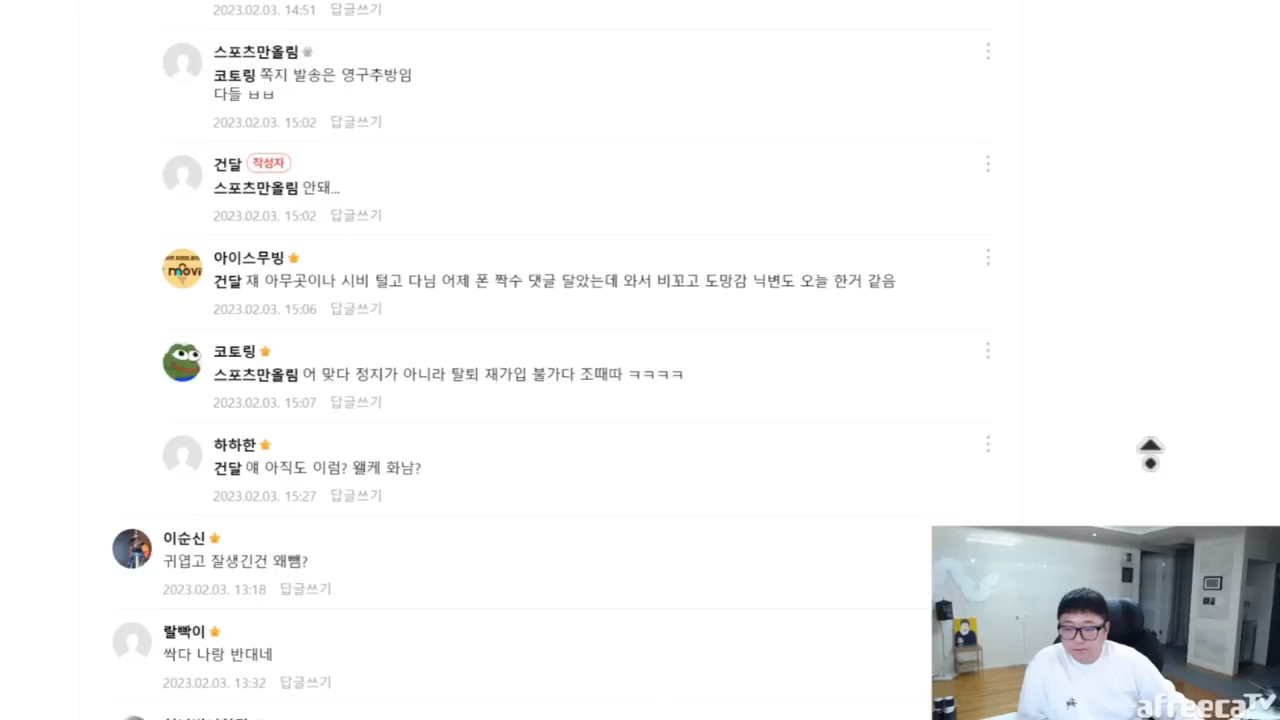 2023.02.03. 14:51 답글쓰기
스포츠만올림
코토링 쪽지 발송은 영구추방임
다들 ㅂㅂ
2023.02.03. 15:02 답글쓰기
건달 작성자
스포츠만올림 안돼...
2023.02.03. 15:02 답글쓰기
movi
아이스무빙
건달 쟤 아무곳이나 시비 털고 다님 어제 폰 짝수 댓글 달았는데 와서 비꼬고 도망감 닉변도 오늘 한거 같음
2023.02.03. 15:06 답글쓰기
코토링
스포츠만올림 어 맞다 정지가 아니라 탈퇴 재가입 불가다 조때따 ㅋㅋㅋㅋ
2023.02.03. 15:07 답글쓰기
하하한
건달 얘 아직도 이럼? 왤케 화남?
2023.02.03. 15:27 답글쓰기
이순신
귀엽고 잘생긴건 왜뺌?
2023.02.03. 13:18 답글쓰기
랄빡이
싹다 나랑 반대네
2023.02.03. 13:32 답글쓰기
afreecaTV